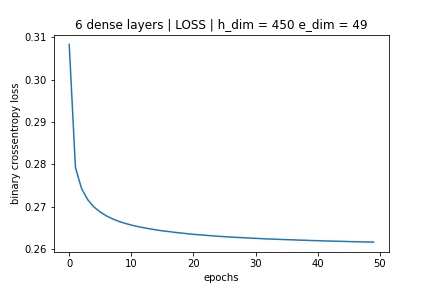 6 dense layers | LOSS | h_dim = 450 e_dim = 49
0.31
0.30
0.29
0.28
0.27
0.26
binary crossentropy loss
0 10 20 30 40 50
epochs